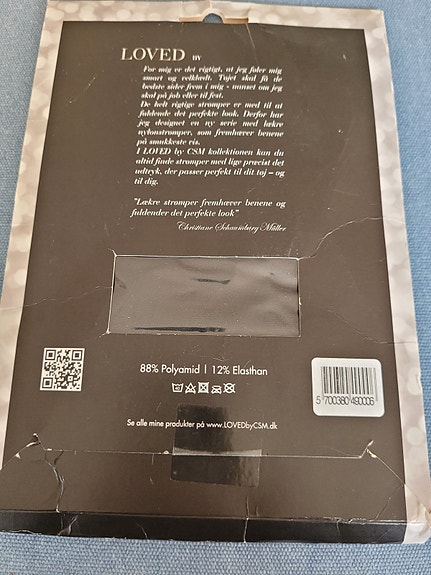 LOVED BY
For mig er det rigtigt, at jeg føler mig
smart og velklædt. Tøjet skal få de
bedste sider frem i mig - uanset om jeg
skal på job eller til fest.
De helt rigtige strømper er med til at
fuldende det perfekte look. Derfor har
jeg designet en ny serie med lækre
nylonstrømper, som fremhæver benene
på smukkeste vis.
I LOVED by CSM kollektionen kan du
altid finde strømper med lige præcist det
udtryk, der passer perfekt til dit tøj – og
til dig.
"Lækre strømper fremhæver benene og
fuldender det perfekte look"
Christiane Schaumburg Müller
88% Polyamid | 12% Elasthan
5 700380 490006
Se alle mine produkter på www.LOVEDbyCSM.dk